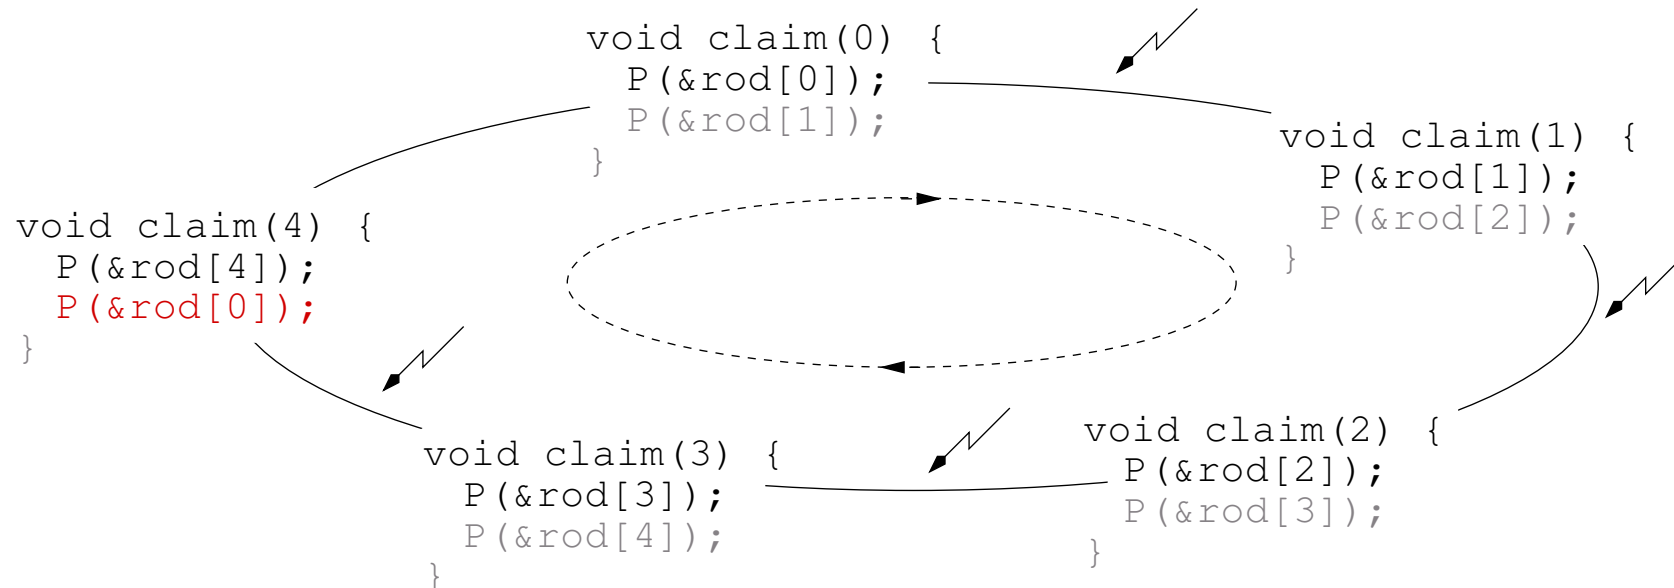 void claim(0) {
P(&rod[0]);
P(&rod[1]);
}
void claim(1) {
P(&rod[1]);
P(&rod[2]);
}
void claim(4) {
P(&rod[4]);
P(&rod[0]);
}
void claim(2) {
P(&rod[2]);
P(&rod[3]);
}
void claim(3) {
P(&rod[3]);
P(&rod[4]);
}